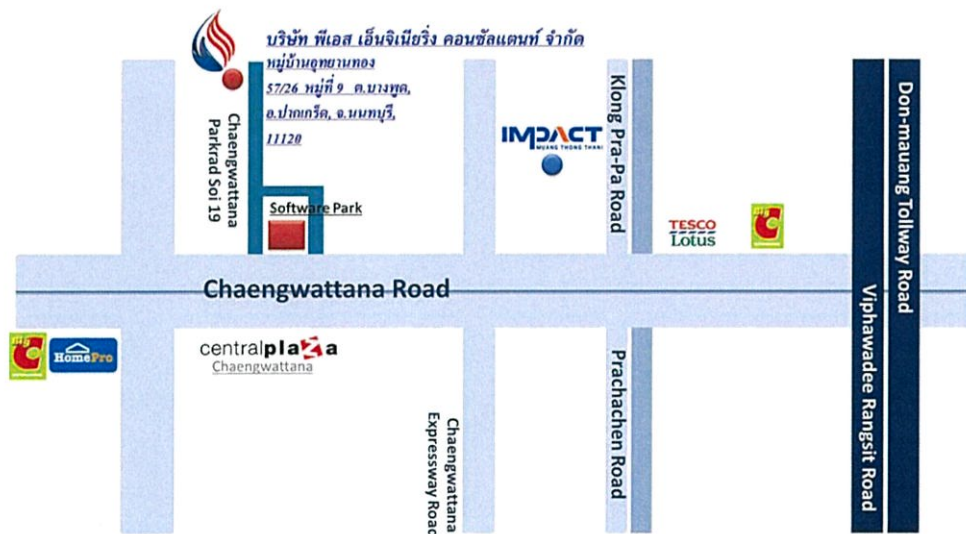 บริษัท พีเอส เอ็นจิเนียริ่ง คอนซัลแตนท์ จำกัด
หมู่บ้านอุทยานทอง
57/26 หมู่ที่ 9 ต.บางพูด,
อ.ปากเกร็ด, จ.นนทบุรี,
11120
Chaengwattana
Parkrad Soi 19
Software Park
IMPACT
MUANG THONG THANI
Klong Pra-Pa Road
TESCO
Lotus
Big
C
Don-mauang Tollway Road
Chaengwattana Road
Viphawadee Rangsit Road
Big
C
HomePro
centralplaza
Chaengwattana
Chaengwattana
Expressway Road
Prachachen Road